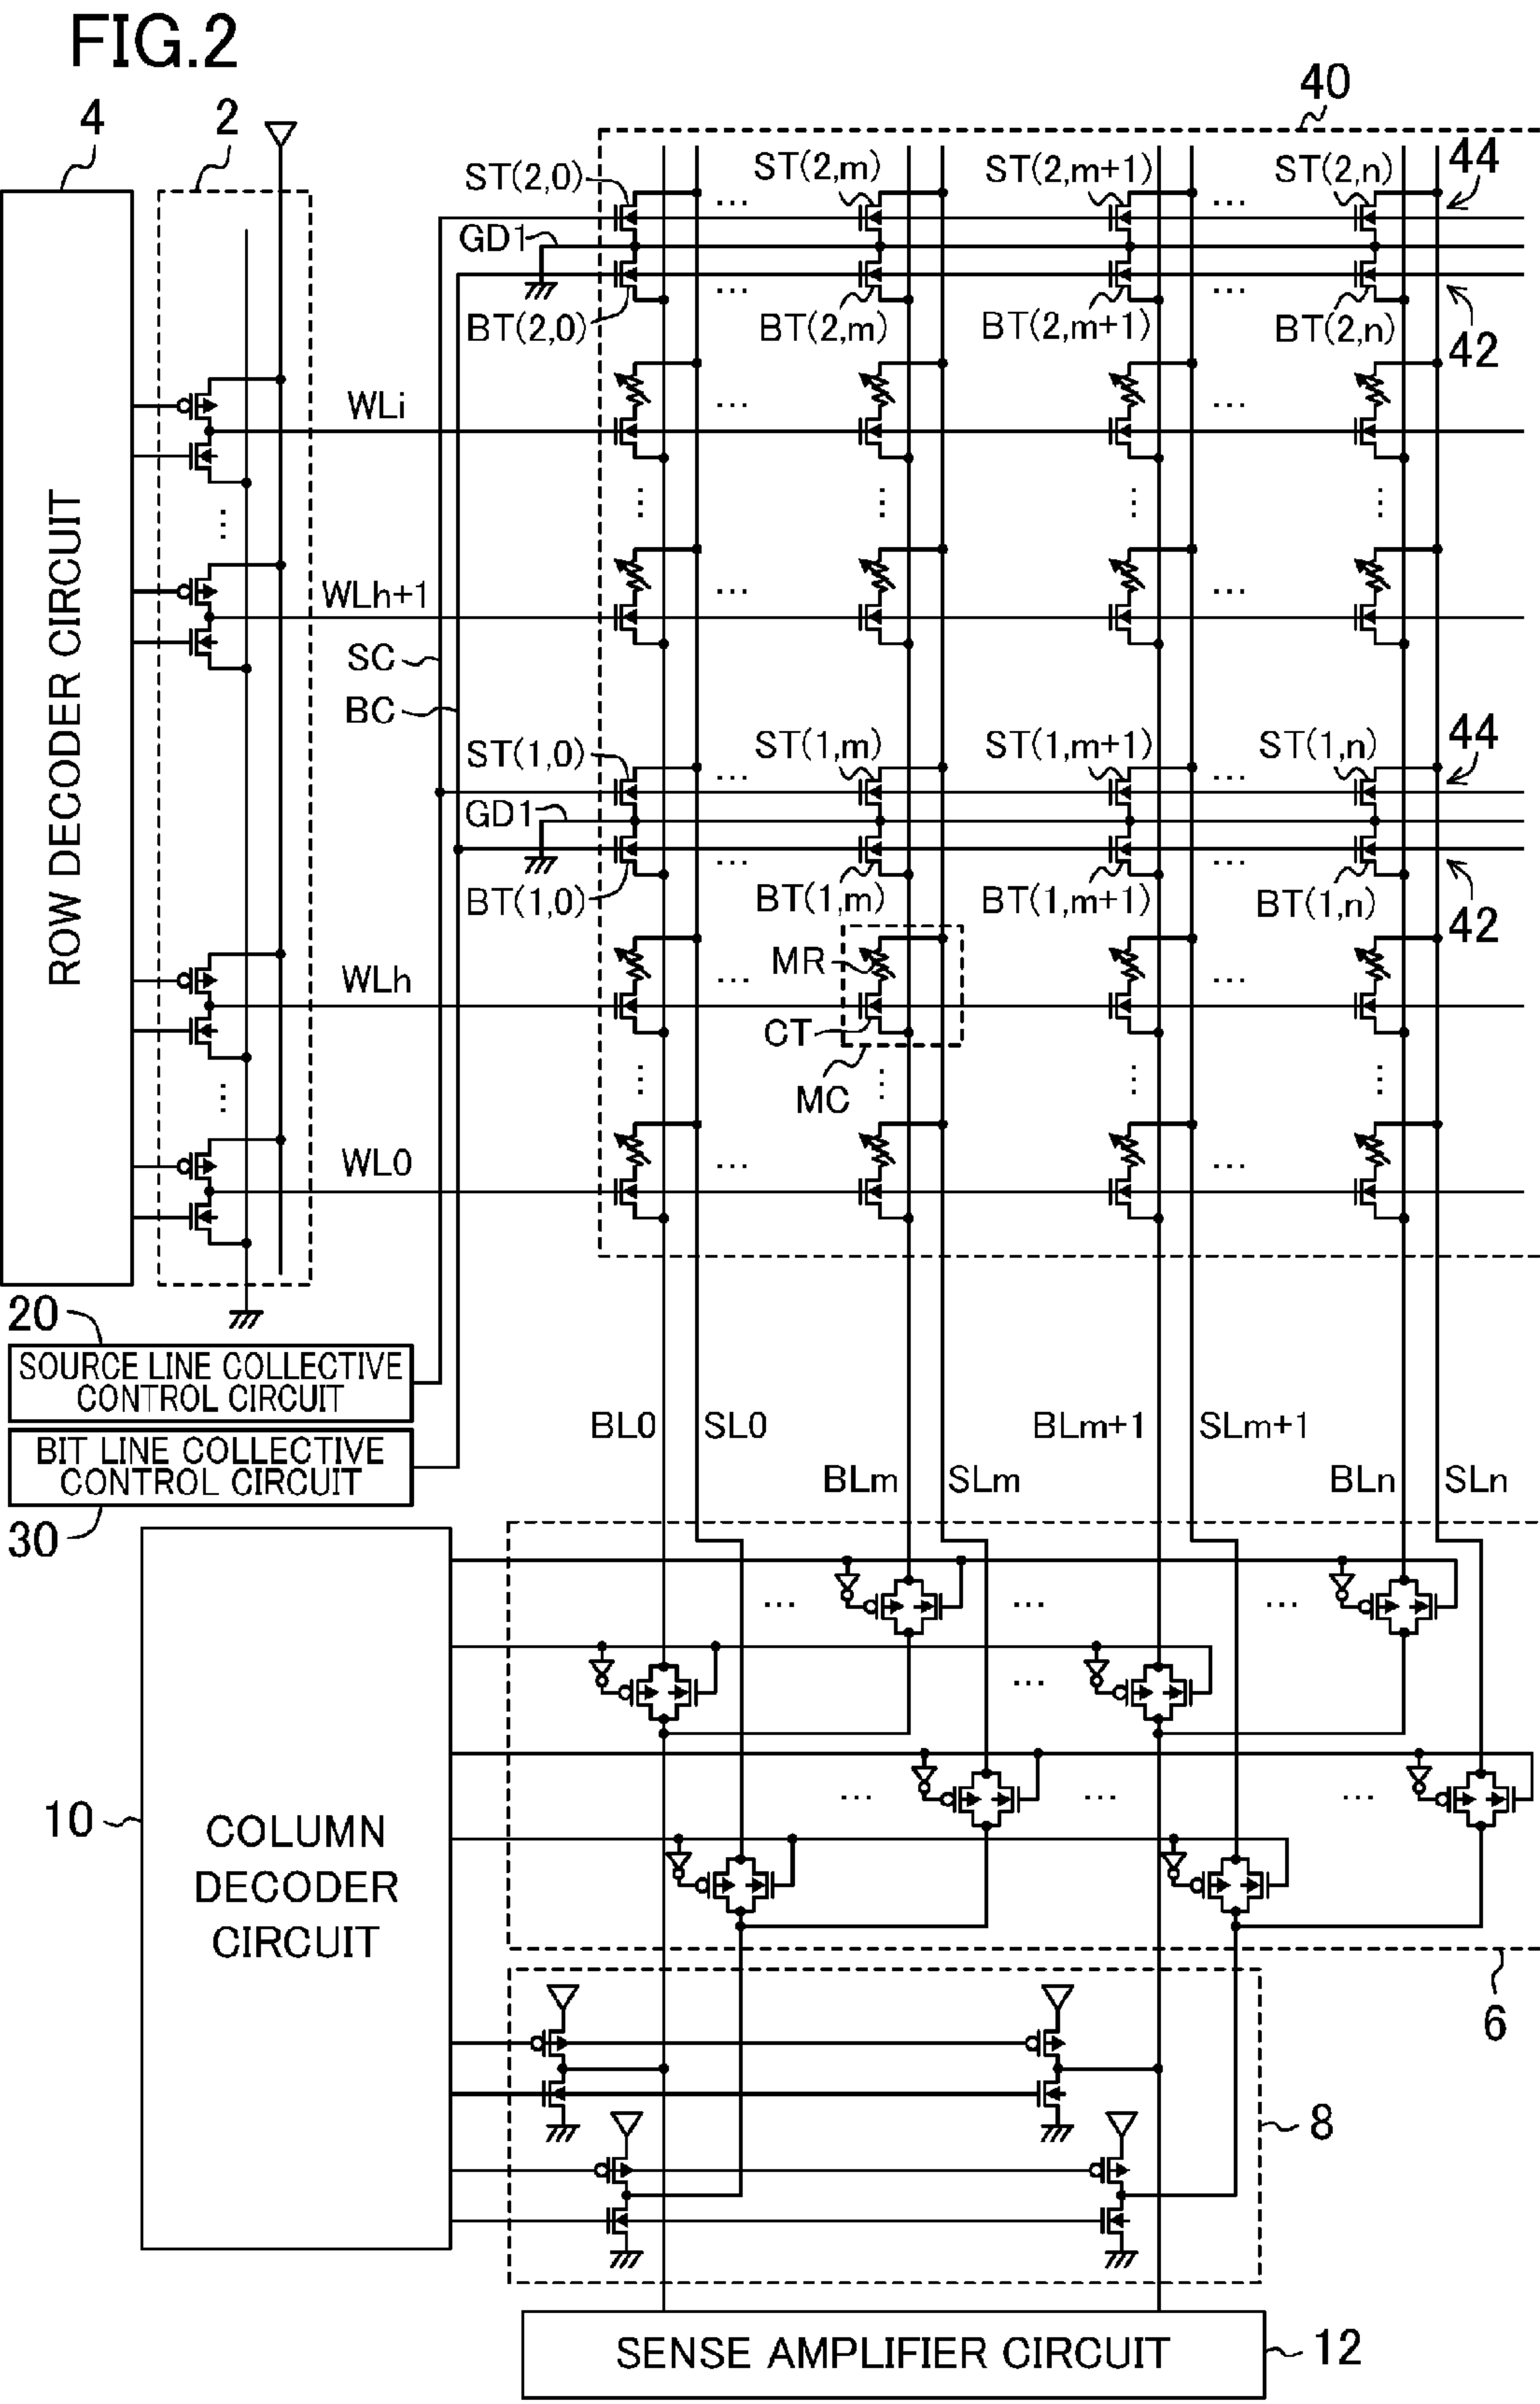 FIG.2
4
2
40
ST(2,0)
ST(2,m)
ST(2,m+1)
ST(2,n)
44
GD1
...
...
BT(2,0)
BT(2,m)
BT(2,m+1)
BT(2,n)
42
WLi
...
...
ROW DECODER CIRCUIT
WLh+1
...
...
SC
BC
ST(1,0)
ST(1,m)
ST(1,m+1)
ST(1,n)
44
GD1
BT(1,0)
BT(1,m)
BT(1,m+1)
BT(1,n)
42
WLh
MR
CT
MC
WL0
20
SOURCE LINE COLLECTIVE
CONTROL CIRCUIT
BIT LINE COLLECTIVE
CONTROL CIRCUIT
30
BL0
SL0
BLm+1
SLm+1
BLm
SLm
BLn
SLn
10
COLUMN
DECODER
CIRCUIT
6
8
SENSE AMPLIFIER CIRCUIT
12